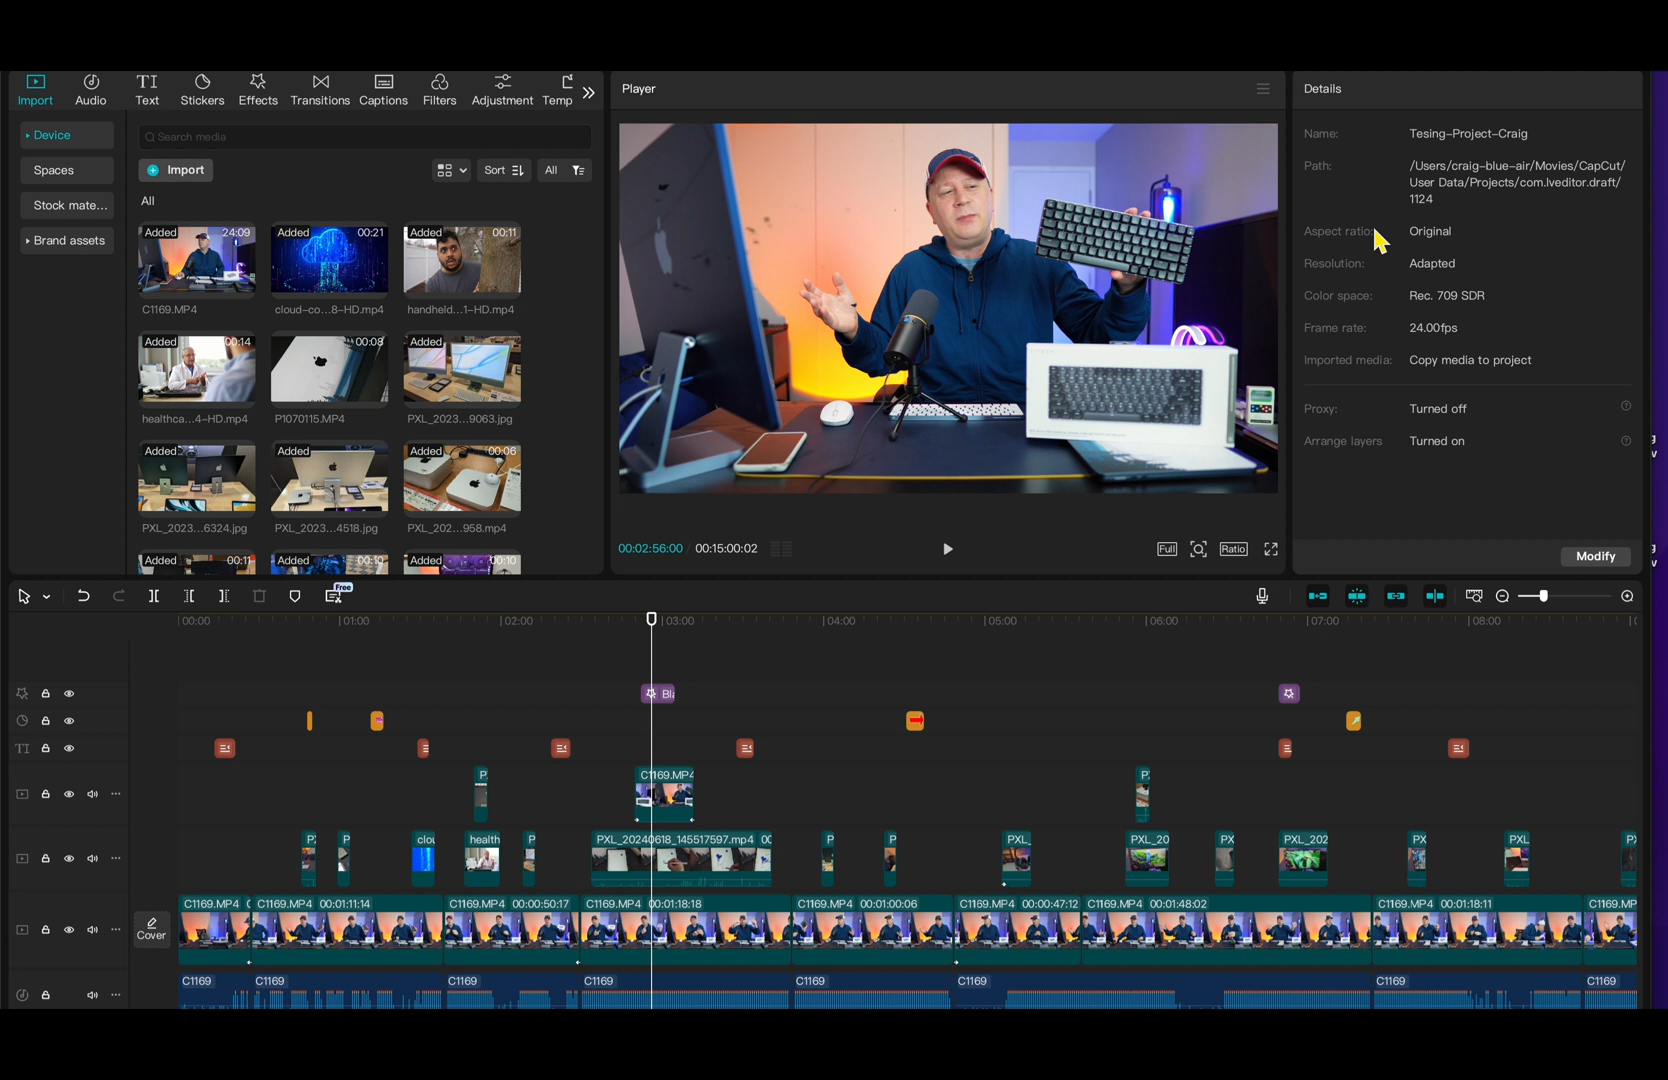 Import
Audio
Text
Stickers
Effects
Transitions
Captions
Filters
Adjustment
Temp
Device
Spaces
Stock mate...
Brand assets
Search media
Import
Sort
All
All
Added 24:09
Added 00:21
Added 00:11
C1169.MP4
cloud-co...8-HD.mp4
handheld...1-HD.mp4
Added 00:14
Added 00:08
Added
healthca...4-HD.mp4
P1070115.MP4
PXL_2023...9063.jpg
Added
Added
Added 00:06
PXL_2023...6324.jpg
PXL_2023...4518.jpg
PXL_202...958.mp4
Added 00:11
Added 00:10
Added 00:10
Player
00:02:56:00 / 00:15:00:02
Full
Ratio
Details
Name: Tesing-Project-Craig
Path: /Users/craig-blue-air/Movies/CapCut/
User Data/Projects/com.lveditor.draft/
1124
Aspect ratio: Original
Resolution: Adapted
Color space: Rec. 709 SDR
Frame rate: 24.00fps
Imported media: Copy media to project
Proxy: Turned off
Arrange layers Turned on
Modify
Free
00:00 01:00 02:00 03:00 04:00 05:00 06:00 07:00 08:00
TI
P
C1169.MP4
P
clou
health
P
PXL_20240618_145517597.mp4 00
P
P
PXL_
PXL_20
PX
PXL_202
PX
PXL
Cover
C1169.MP4
C1169.MP4 00:01:11:14
C1169.MP4 00:00:50:17
C1169.MP4 00:01:18:18
C1169.MP4 00:01:00:06
C1169.MP4 00:00:47:12
C1169.MP4 00:01:48:02
C1169.MP4 00:01:18:11
C1169.MP
C1169 C1169 C1169 C1169 C1169 C1169 C1169 C1169